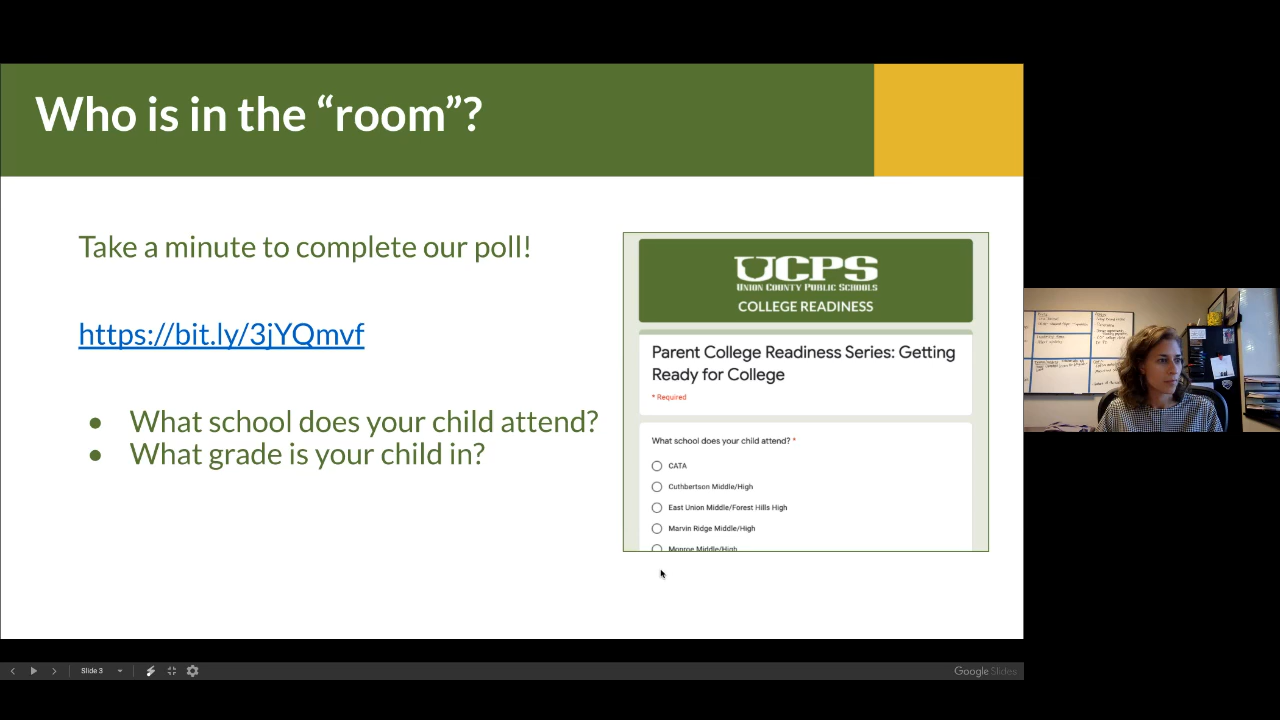 Who is in the “room”?
Take a minute to complete our poll!
https://bit.ly/3jYQmvf
● What school does your child attend?
● What grade is your child in?
UCPS
UNION COUNTY PUBLIC SCHOOLS
COLLEGE READINESS
Parent College Readiness Series: Getting
Ready for College
* Required
What school does your child attend? *
CATA
Cuthbertson Middle/High
East Union Middle/Forest Hills High
Marvin Ridge Middle/High
Monroe Middle/High
Slide 3
Google Slides